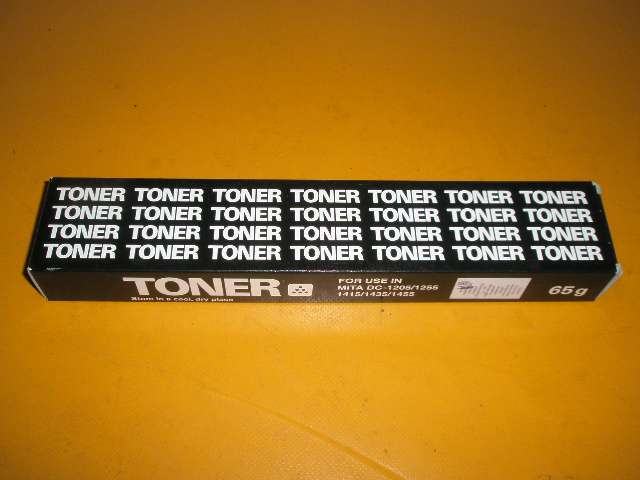 TONER TONER TONER TONER TONER TONER TONER
TONER TONER TONER TONER TONER TONER TONER
TONER TONER TONER TONER TONER TONER TONER
TONER TONER TONER TONER TONER TONER TONER
TONER
Store in a cool, dry place
FOR USE IN
MITA DC-1205/1255
1415/1435/1455
65g